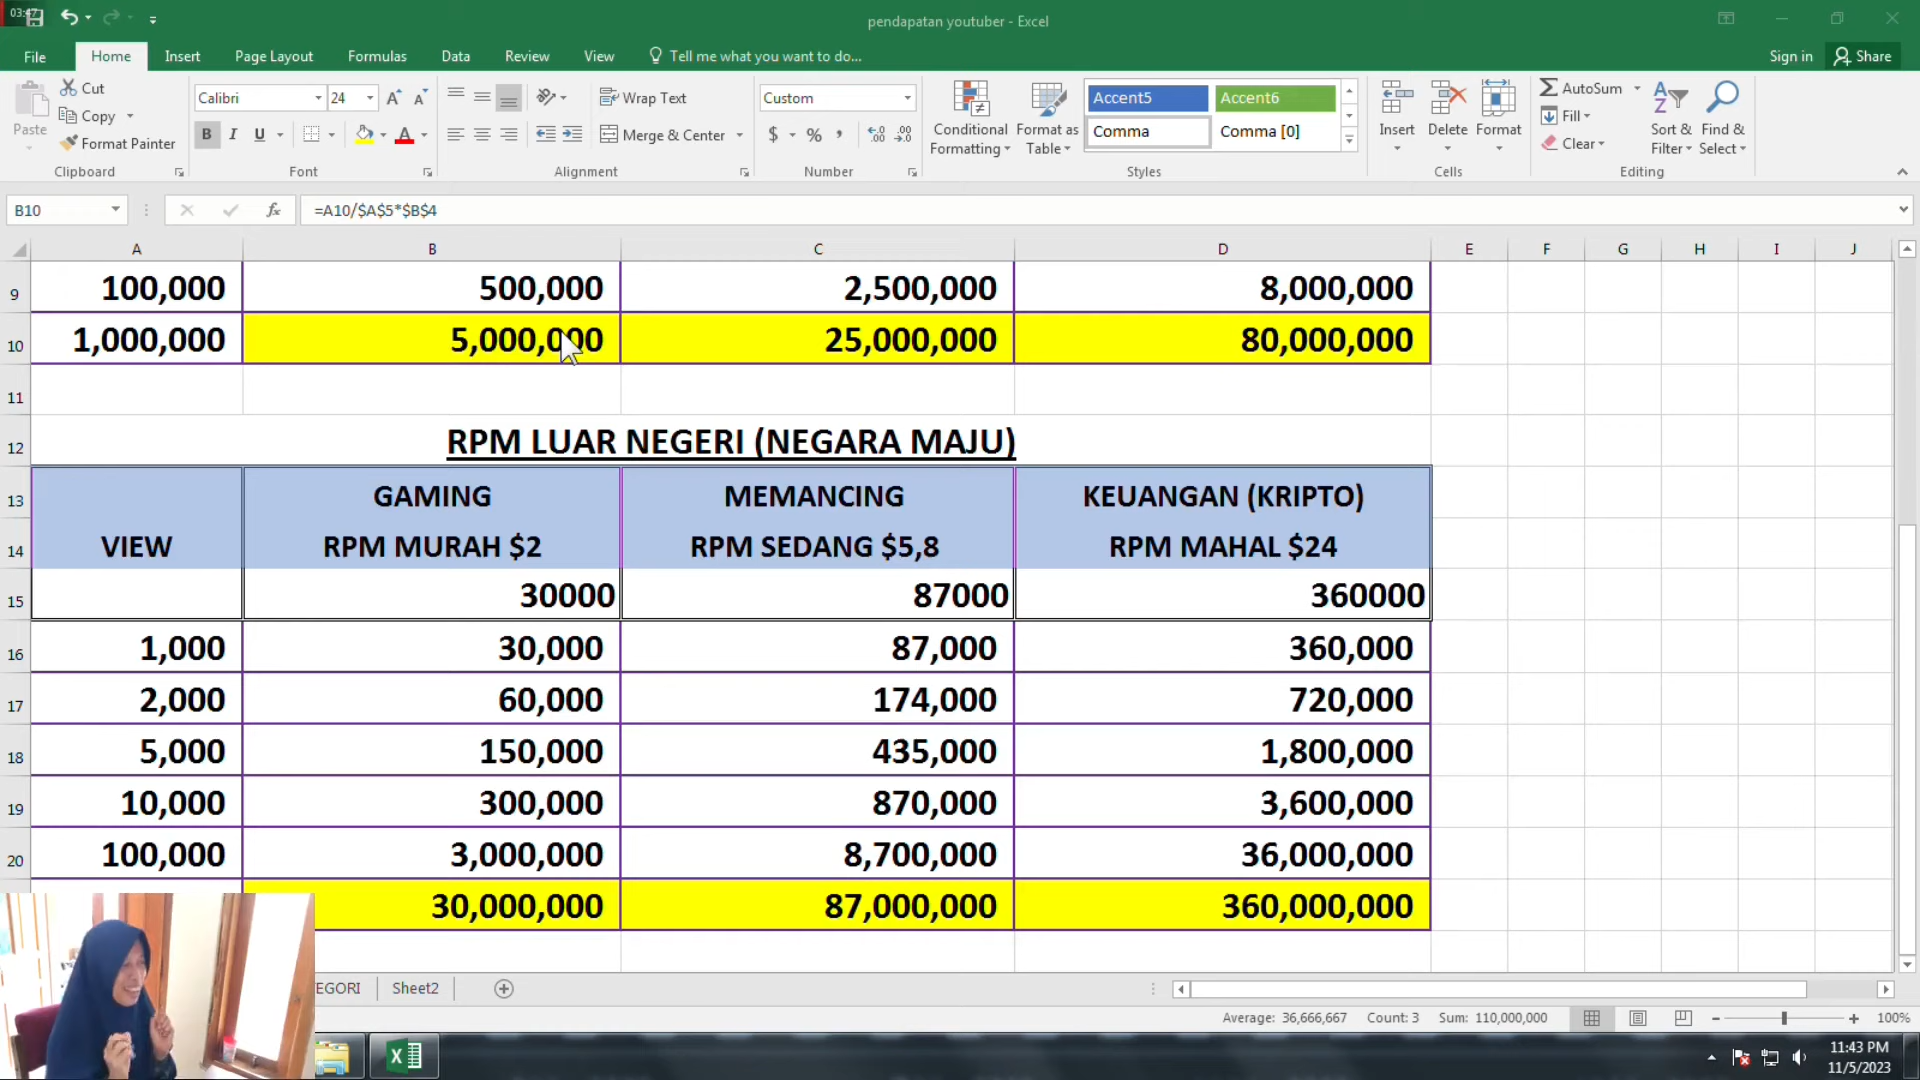 03:47
pendapatan youtuber - Excel
File Home Insert Page Layout Formulas Data Review View Tell me what you want to do... Sign in Share
Paste
Cut
Copy
Format Painter
Clipboard
Calibri 24
B I U
Font
Wrap Text
Merge & Center
Alignment
Custom
$ % ,
Number
Conditional Formatting
Format as Table
Accent5 Accent6
Comma Comma [0]
Styles
Insert Delete Format
Cells
AutoSum
Fill
Clear
Sort & Filter
Find & Select
Editing
B10 fx =A10/$A$5*$B$4
A B C D E F G H I J
9 100,000 500,000 2,500,000 8,000,000
10 1,000,000 5,000,000 25,000,000 80,000,000
11
12 RPM LUAR NEGERI (NEGARA MAJU)
13 GAMING MEMANCING KEUANGAN (KRIPTO)
14 VIEW RPM MURAH $2 RPM SEDANG $5,8 RPM MAHAL $24
15 30000 87000 360000
16 1,000 30,000 87,000 360,000
17 2,000 60,000 174,000 720,000
18 5,000 150,000 435,000 1,800,000
19 10,000 300,000 870,000 3,600,000
20 100,000 3,000,000 8,700,000 36,000,000
30,000,000 87,000,000 360,000,000
EGORI Sheet2
Average: 36,666,667 Count: 3 Sum: 110,000,000 100%
11:43 PM
11/5/2023